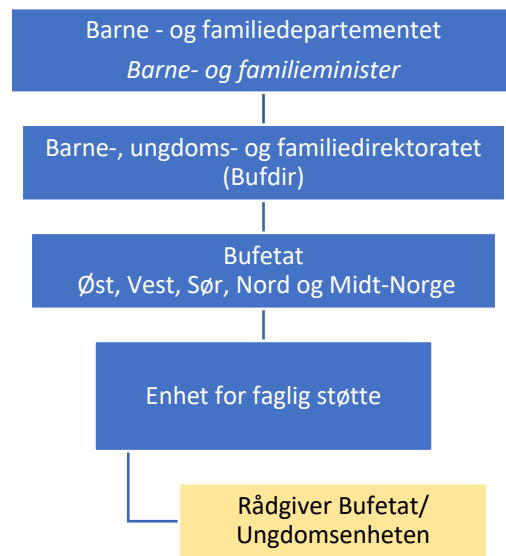 Barne - og familiedepartementet
Barne- og familieminister
Barne-, ungdoms- og familiedirektoratet
(Bufdir)
Bufetat
Øst, Vest, Sør, Nord og Midt-Norge
Enhet for faglig støtte
Rådgiver Bufetat/
Ungdomsenheten